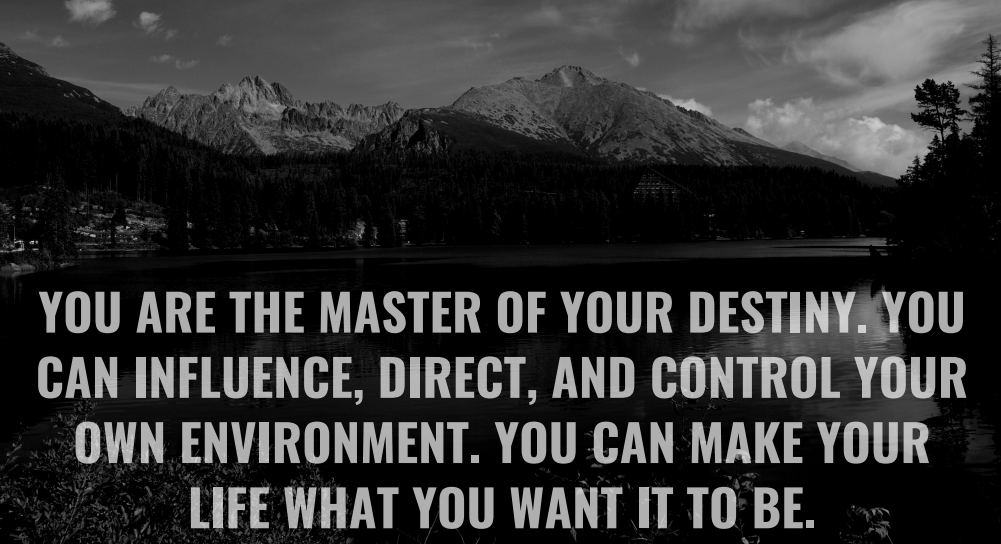 YOU ARE THE MASTER OF YOUR DESTINY. YOU
CAN INFLUENCE, DIRECT, AND CONTROL YOUR
OWN ENVIRONMENT. YOU CAN MAKE YOUR
LIFE WHAT YOU WANT IT TO BE.